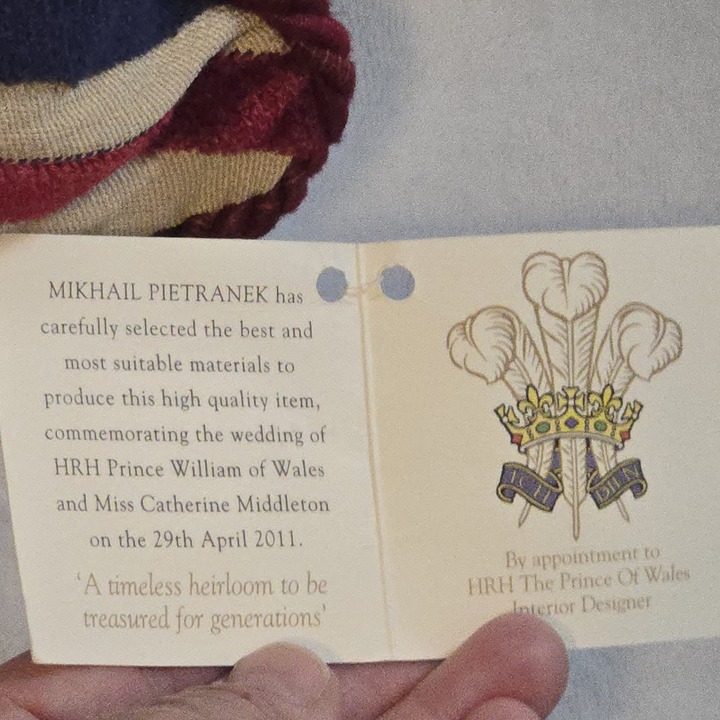 MIKHAIL PIETRANEK has
carefully selected the best and
most suitable materials to
produce this high quality item,
commemorating the wedding of
HRH Prince William of Wales
and Miss Catherine Middleton
on the 29th April 2011.
‘A timeless heirloom to be
treasured for generations’
ICH DIEN
By appointment to
HRH The Prince Of Wales
Interior Designer